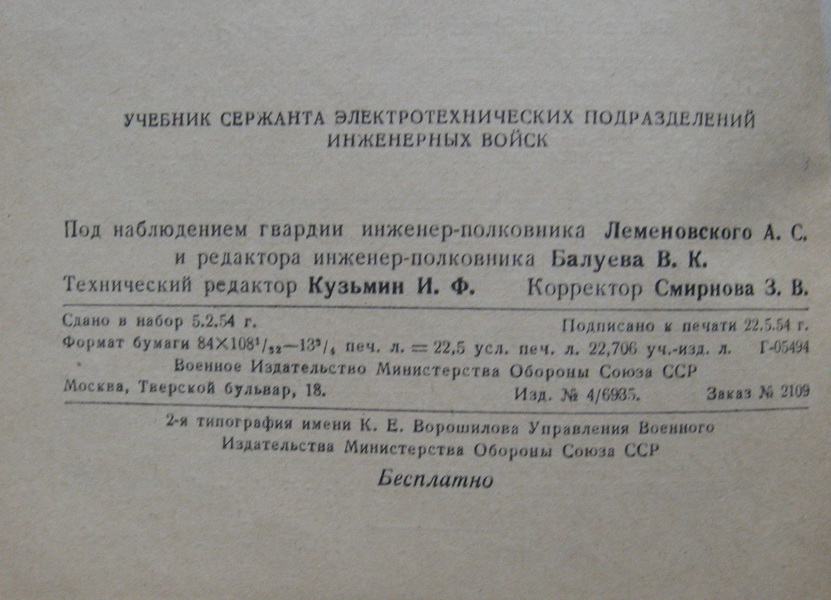 УЧЕБНИК СЕРЖАНТА ЭЛЕКТРОТЕХНИЧЕСКИХ ПОДРАЗДЕЛЕНИЙ
ИНЖЕНЕРНЫХ ВОЙСК
Под наблюдением гвардии инженер-полковника Леменовского А. С.
и редактора инженер-полковника Балуева В. К.
Технический редактор Кузьмин И. Ф. Корректор Смирнова З. В.
Сдано в набор 5.2.54 г. Подписано к печати 22.5.54 г.
Формат бумаги 84×108¹/₃₂—13³/₄ печ. л. = 22,5 усл. печ. л. 22,706 уч.-изд. л. Г-05494
Военное Издательство Министерства Обороны Союза ССР
Москва, Тверской бульвар, 18. Изд. № 4/6935. Заказ № 2109
2-я типография имени К. Е. Ворошилова Управления Военного
Издательства Министерства Обороны Союза ССР
Бесплатно